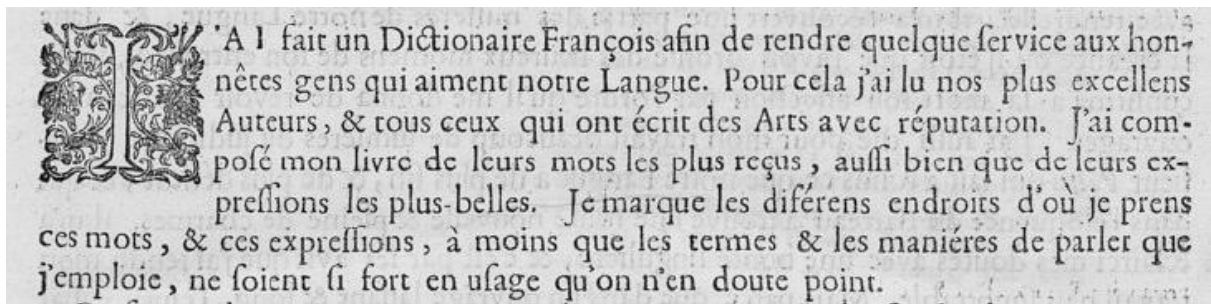 I'AI fait un Dictionaire François afin de rendre quelque ſervice aux hon-
nêtes gens qui aiment notre Langue. Pour cela j'ai lu nos plus excellens
Auteurs, & tous ceux qui ont écrit des Arts avec réputation. J'ai com-
poſé mon livre de leurs mots les plus reçus, auſſi bien que de leurs ex-
preſſions les plus-belles. Je marque les diférens endroits d'où je prens
ces mots, & ces expreſſions, à moins que les termes & les maniéres de parler que
j'emploie, ne ſoient ſi fort en uſage qu'on n'en doute point.